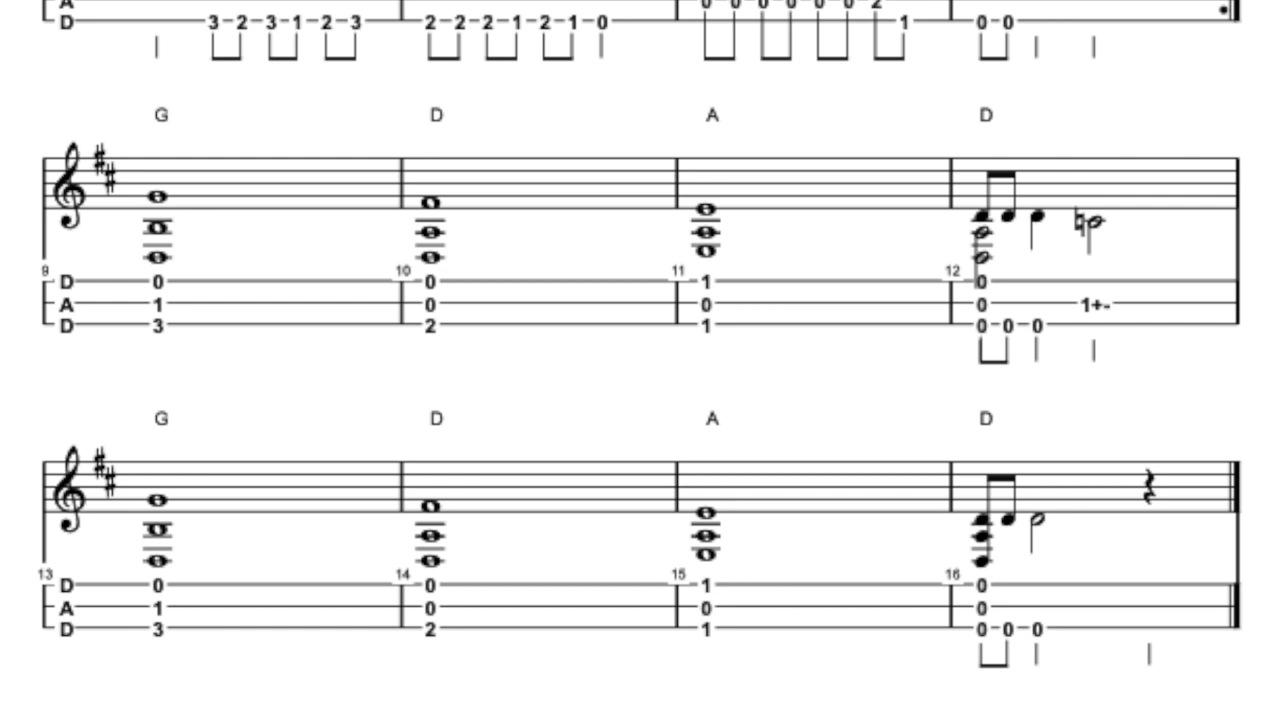 A 0 0 0 0 0 0 2
D 3 2 3 1 2 3 2 2 2 1 2 1 0 1 0 0
G D A D
9 10 11 12
D 0 0 1 0
A 1 0 0 0 1+-
D 3 2 1 0 0 0
G D A D
13 14 15 16
D 0 0 1 0
A 1 0 0 0
D 3 2 1 0 0 0